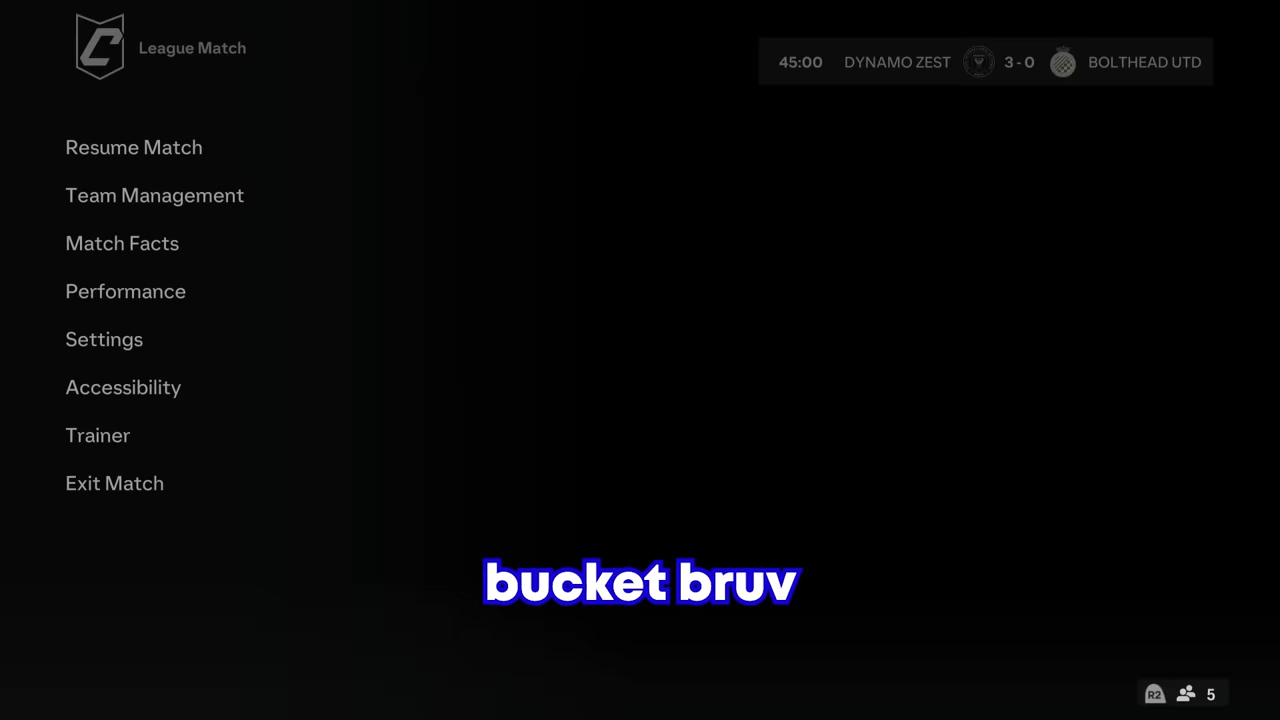 League Match
45:00 DYNAMO ZEST 3 - 0 BOLTHEAD UTD
Resume Match
Team Management
Match Facts
Performance
Settings
Accessibility
Trainer
Exit Match
bucket bruv
R2 5